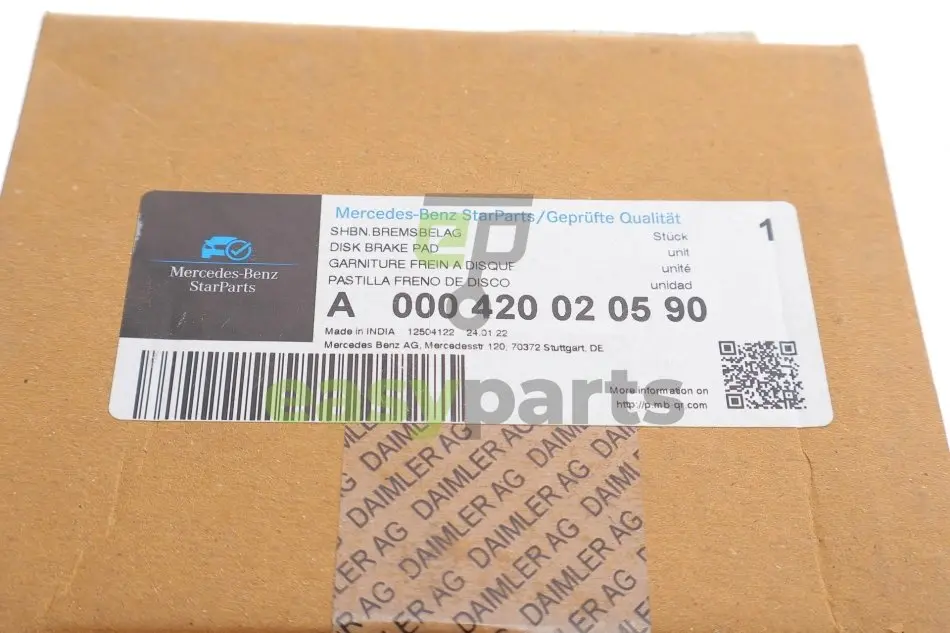 Mercedes-Benz
StarParts
Mercedes-Benz StarParts/Geprüfte Qualität
SHBN.BREMSBELAG Stück 1
DISK BRAKE PAD unit
GARNITURE FREIN A DISQUE unité
PASTILLA FRENO DE DISCO unidad
A 000 420 02 05 90
Made in INDIA 12504122 24.01.22
Mercedes Benz AG, Mercedesstr 120, 70372 Stuttgart, DE
More information on
http://p.mb-qr.com
ep
easyparts
DAIMLER AG DAIMLER AG DAIMLER AG
DAIMLER AG DAIMLER AG DAIMLER AG
DAIMLER AG DAIMLER AG DAIMLER AG